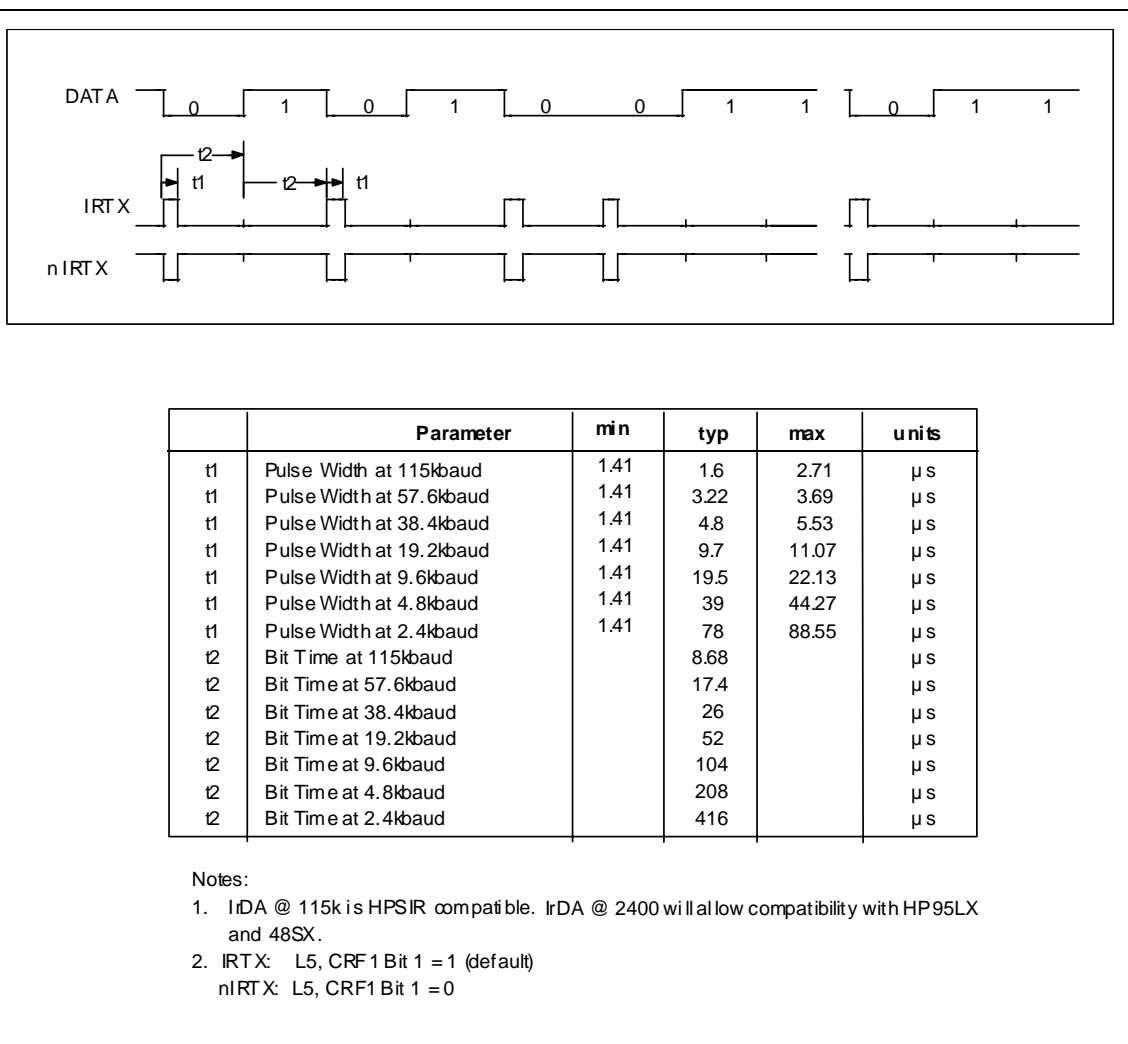 DATA 0 1 0 1 0 0 1 1 0 1 1
t2
t1 t2 t1
IRTX
nIRTX
Parameter min typ max units
t1 Pulse Width at 115kbaud 1.41 1.6 2.71 µs
t1 Pulse Width at 57.6kbaud 1.41 3.22 3.69 µs
t1 Pulse Width at 38.4kbaud 1.41 4.8 5.53 µs
t1 Pulse Width at 19.2kbaud 1.41 9.7 11.07 µs
t1 Pulse Width at 9.6kbaud 1.41 19.5 22.13 µs
t1 Pulse Width at 4.8kbaud 1.41 39 44.27 µs
t1 Pulse Width at 2.4kbaud 1.41 78 88.55 µs
t2 Bit Time at 115kbaud 8.68 µs
t2 Bit Time at 57.6kbaud 17.4 µs
t2 Bit Time at 38.4kbaud 26 µs
t2 Bit Time at 19.2kbaud 52 µs
t2 Bit Time at 9.6kbaud 104 µs
t2 Bit Time at 4.8kbaud 208 µs
t2 Bit Time at 2.4kbaud 416 µs
Notes:
1. IrDA @ 115k is HPSIR compatible. IrDA @ 2400 will allow compatibility with HP95LX
and 48SX.
2. IRTX: L5, CRF1 Bit 1 = 1 (default)
nIRTX: L5, CRF1 Bit 1 = 0